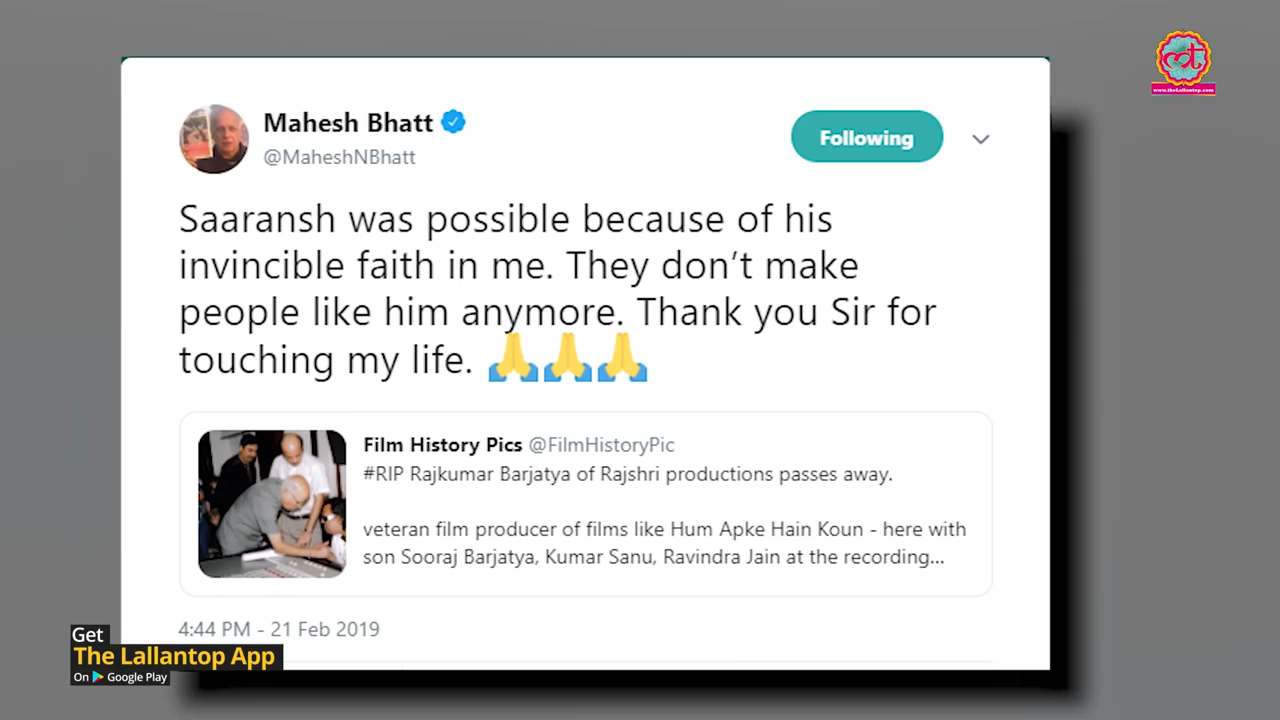 www.theLallantop.com
Mahesh Bhatt
@MaheshNBhatt
Following
Saaransh was possible because of his
invincible faith in me. They don’t make
people like him anymore. Thank you Sir for
touching my life. 🙏🙏🙏
Film History Pics @FilmHistoryPic
#RIP Rajkumar Barjatya of Rajshri productions passes away.
veteran film producer of films like Hum Apke Hain Koun - here with
son Sooraj Barjatya, Kumar Sanu, Ravindra Jain at the recording...
4:44 PM - 21 Feb 2019
Get
The Lallantop App
On Google Play